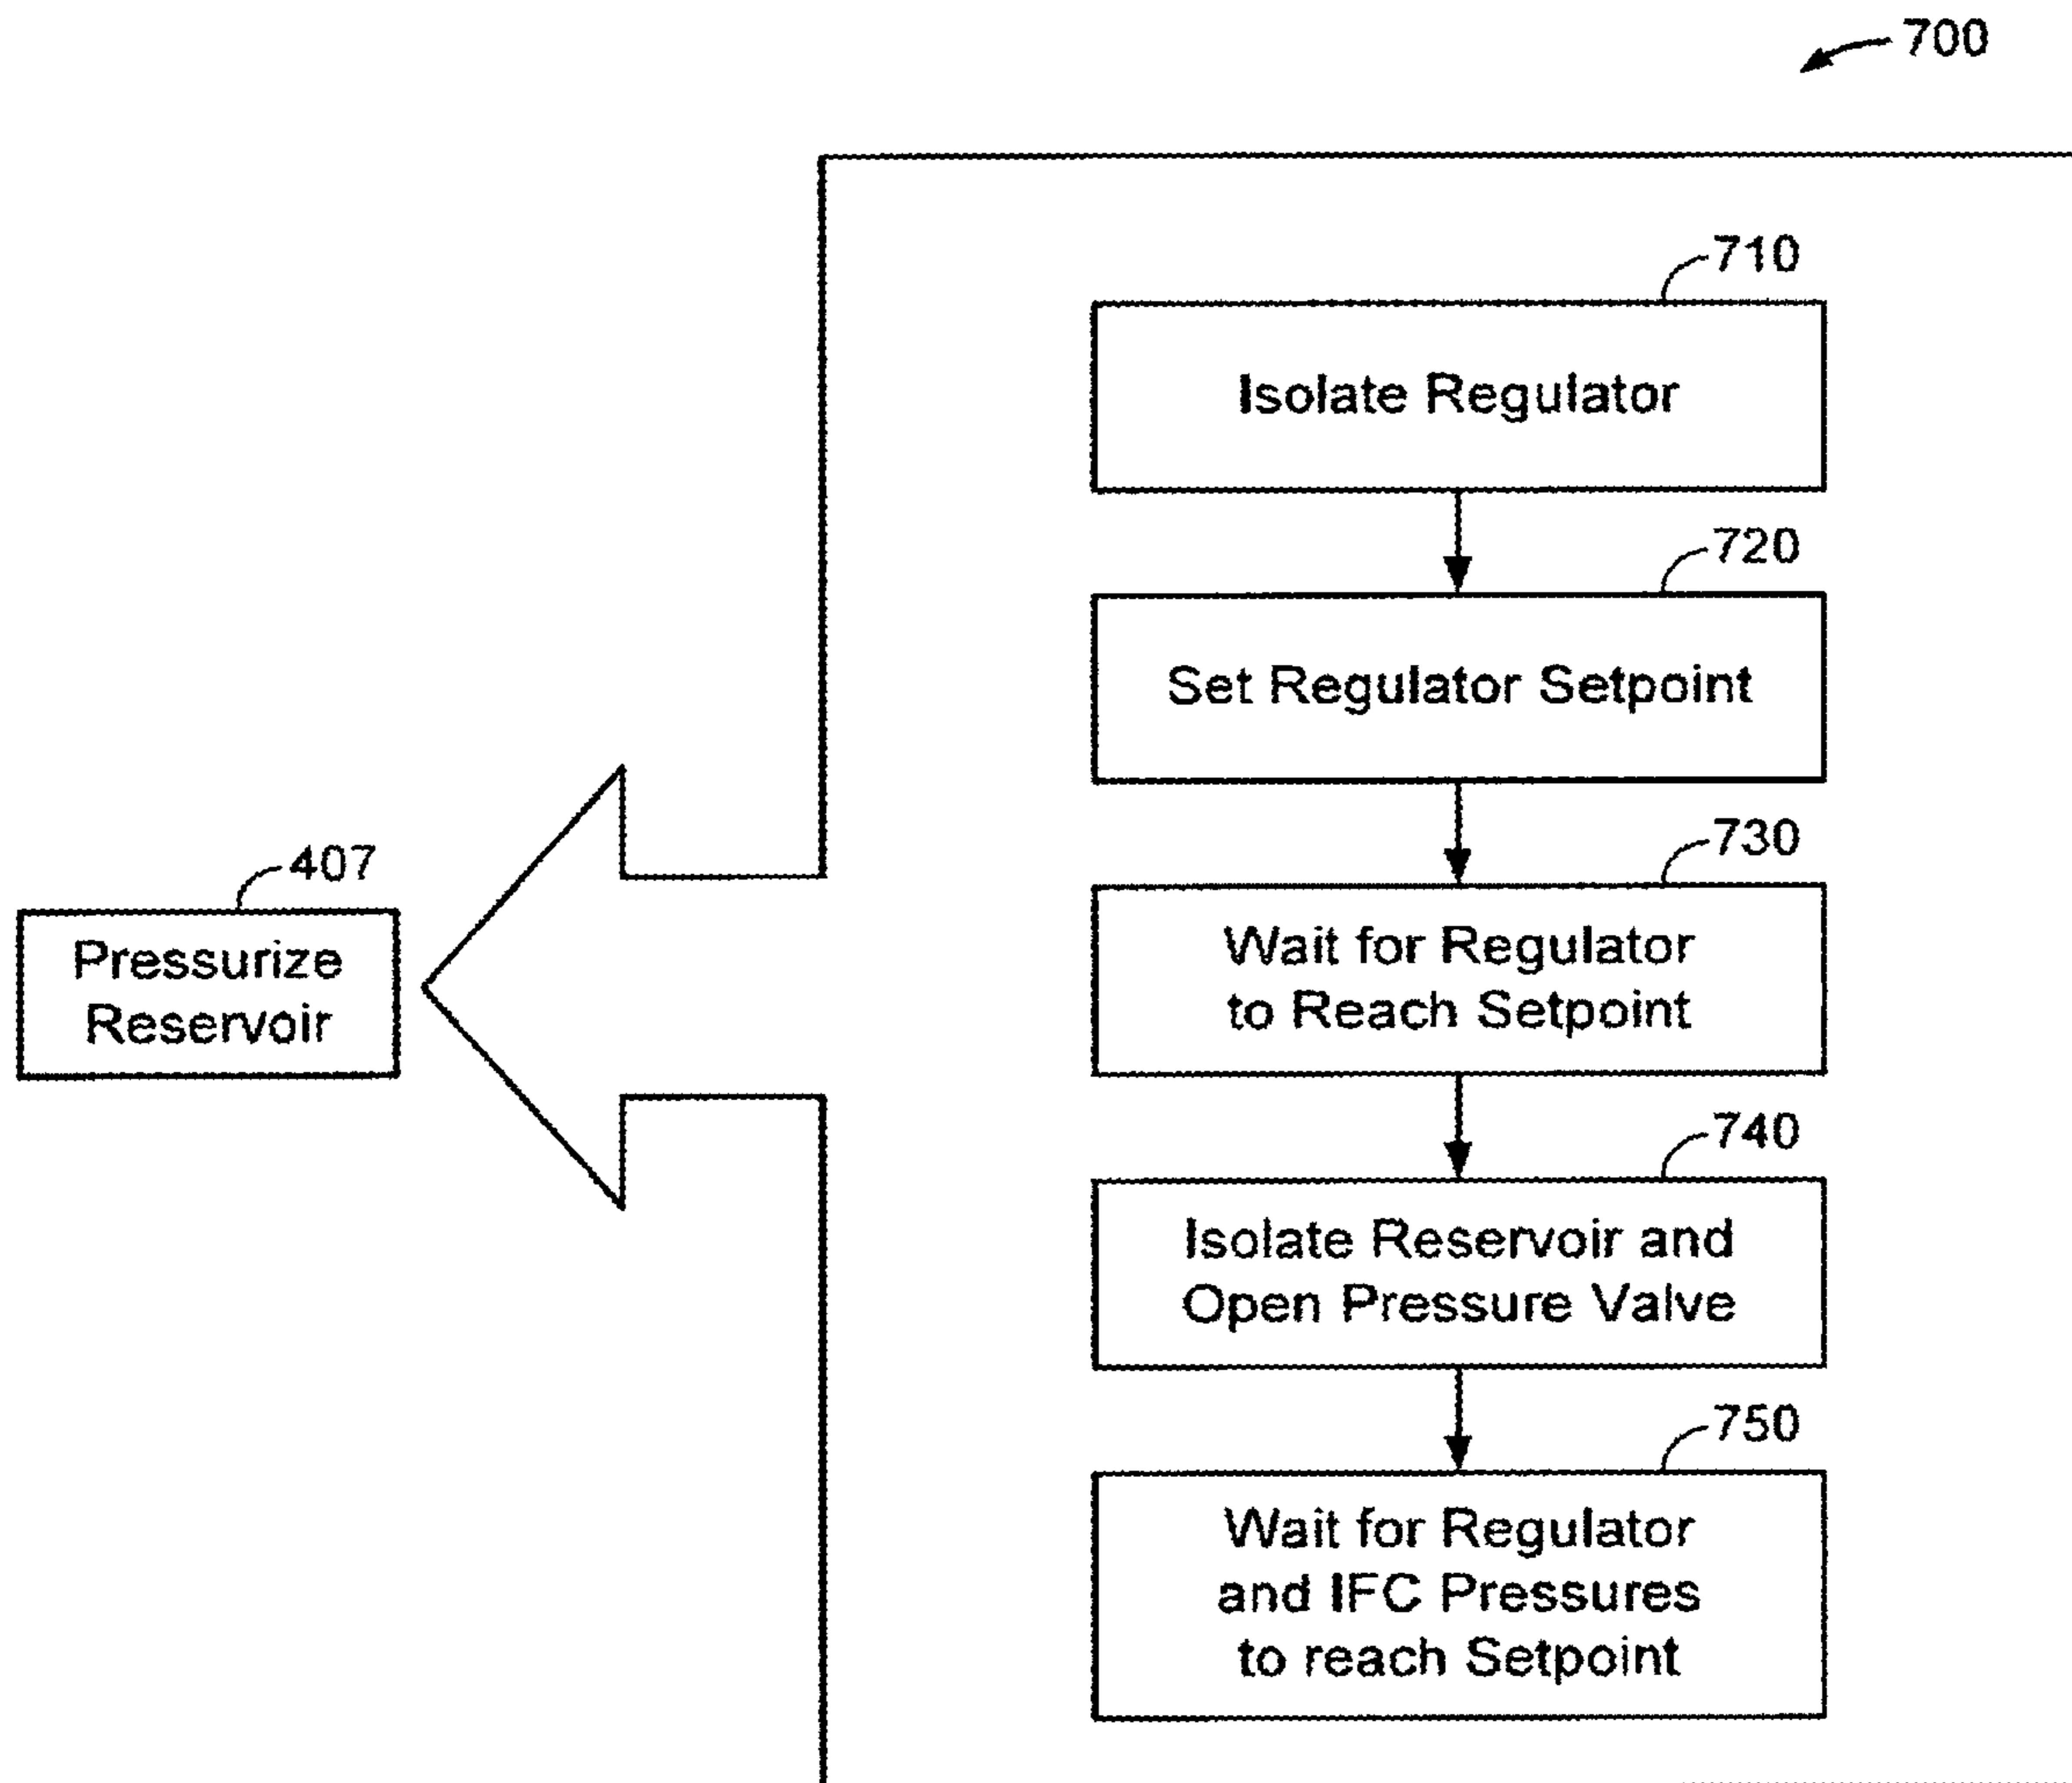 700
710
Isolate Regulator
720
Set Regulator Setpoint
730
Wait for Regulator
to Reach Setpoint
407
Pressurize
Reservoir
740
Isolate Reservoir and
Open Pressure Valve
750
Wait for Regulator
and IFC Pressures
to reach Setpoint